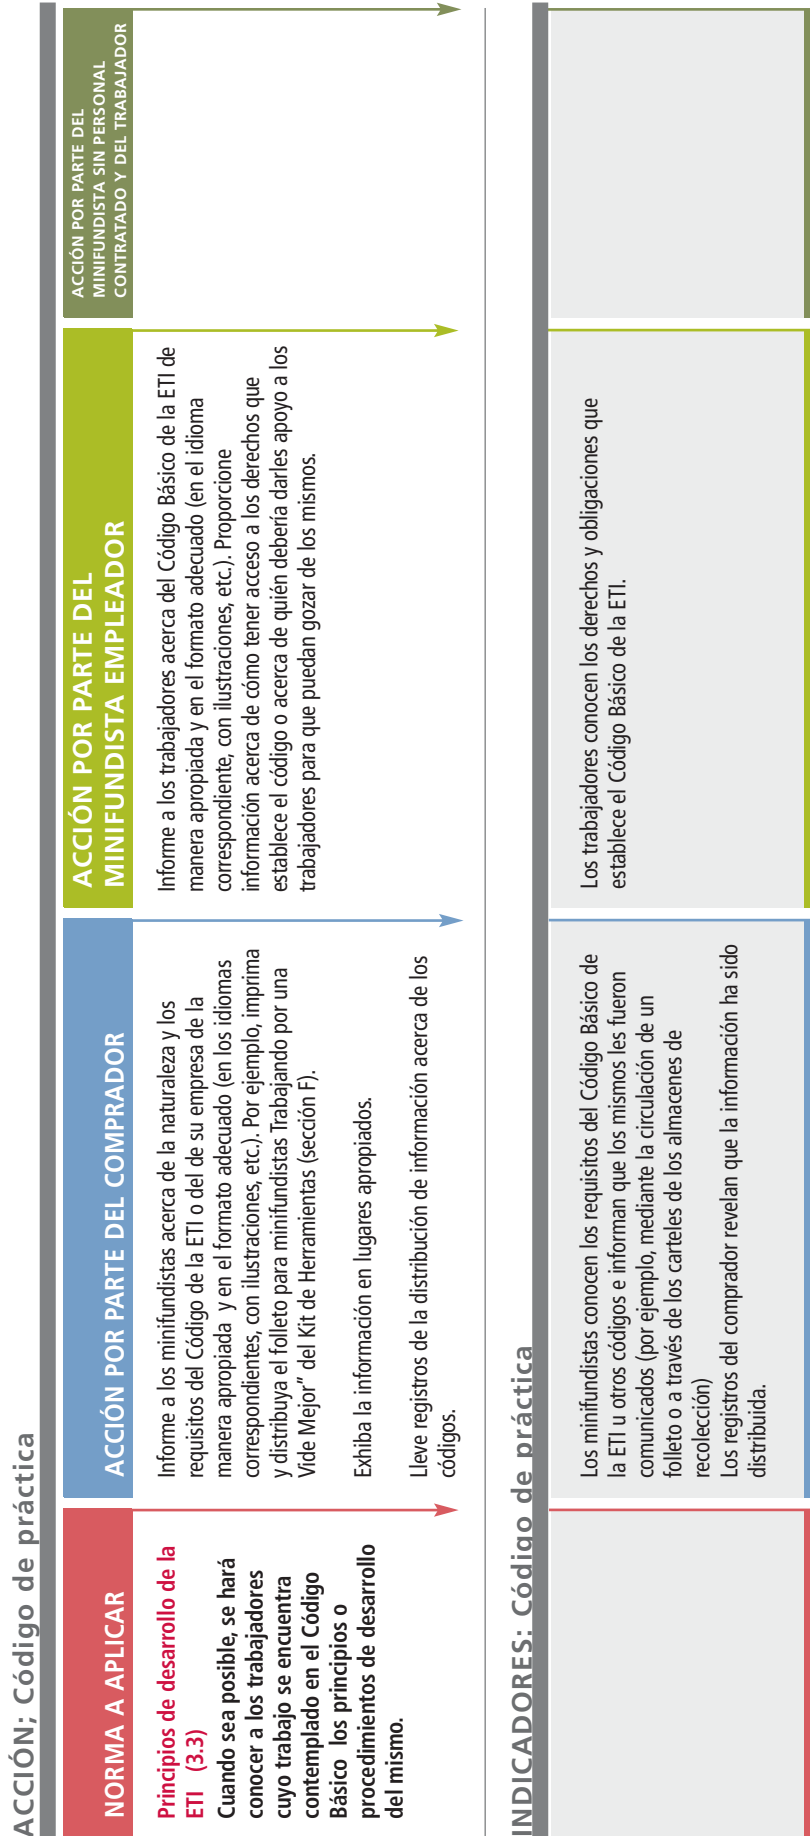 ACCIÓN; Código de práctica
NORMA A APLICAR
Principios de desarrollo de la
ETI (3.3)
Cuando sea posible, se hará
conocer a los trabajadores
cuyo trabajo se encuentra
contemplado en el Código
Básico los principios o
procedimientos de desarrollo
del mismo.
ACCIÓN POR PARTE DEL COMPRADOR
Informe a los minifundistas acerca de la naturaleza y los
requisitos del Código de la ETI o del de su empresa de la
manera apropiada y en el formato adecuado (en los idiomas
correspondientes, con ilustraciones, etc.). Por ejemplo, imprima
y distribuya el folleto para minifundistas Trabajando por una
Vide Mejor” del Kit de Herramientas (sección F).
Exhiba la información en lugares apropiados.
Lleve registros de la distribución de información acerca de los
códigos.
ACCIÓN POR PARTE DEL
MINIFUNDISTA EMPLEADOR
Informe a los trabajadores acerca del Código Básico de la ETI de
manera apropiada y en el formato adecuado (en el idioma
correspondiente, con ilustraciones, etc.). Proporcione
información acerca de cómo tener acceso a los derechos que
establece el código o acerca de quién debería darles apoyo a los
trabajadores para que puedan gozar de los mismos.
ACCIÓN POR PARTE DEL
MINIFUNDISTA SIN PERSONAL
CONTRATADO Y DEL TRABAJADOR
INDICADORES: Código de práctica
Los minifundistas conocen los requisitos del Código Básico de
la ETI u otros códigos e informan que los mismos les fueron
comunicados (por ejemplo, mediante la circulación de un
folleto o a través de los carteles de los almacenes de
recolección)
Los registros del comprador revelan que la información ha sido
distribuida.
Los trabajadores conocen los derechos y obligaciones que
establece el Código Básico de la ETI.